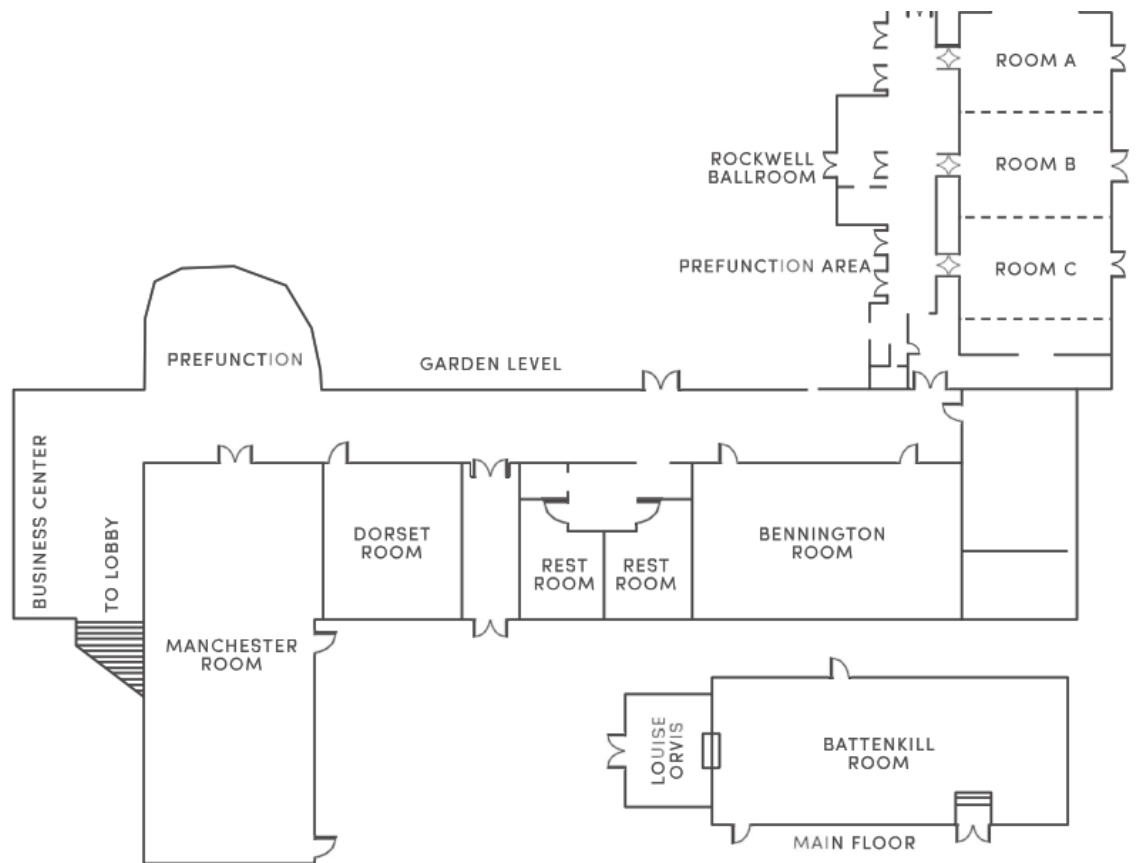 ROOM A
ROCKWELL
BALLROOM
ROOM B
PREFUNCTION AREA
ROOM C
PREFUNCTION
GARDEN LEVEL
BUSINESS CENTER
TO LOBBY
DORSET
ROOM
REST
ROOM
REST
ROOM
BENNINGTON
ROOM
MANCHESTER
ROOM
LOUISE
ORVIS
BATTENKILL
ROOM
MAIN FLOOR